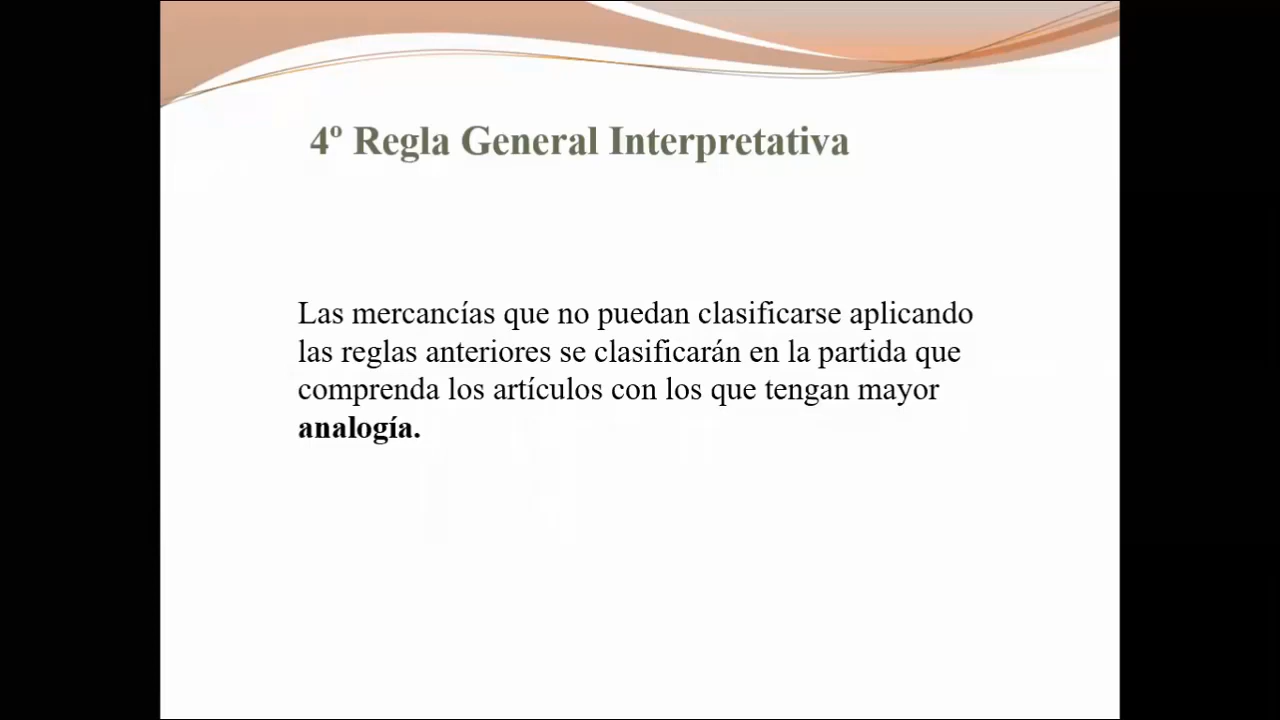 4º Regla General Interpretativa
Las mercancías que no puedan clasificarse aplicando
las reglas anteriores se clasificarán en la partida que
comprenda los artículos con los que tengan mayor
analogía.